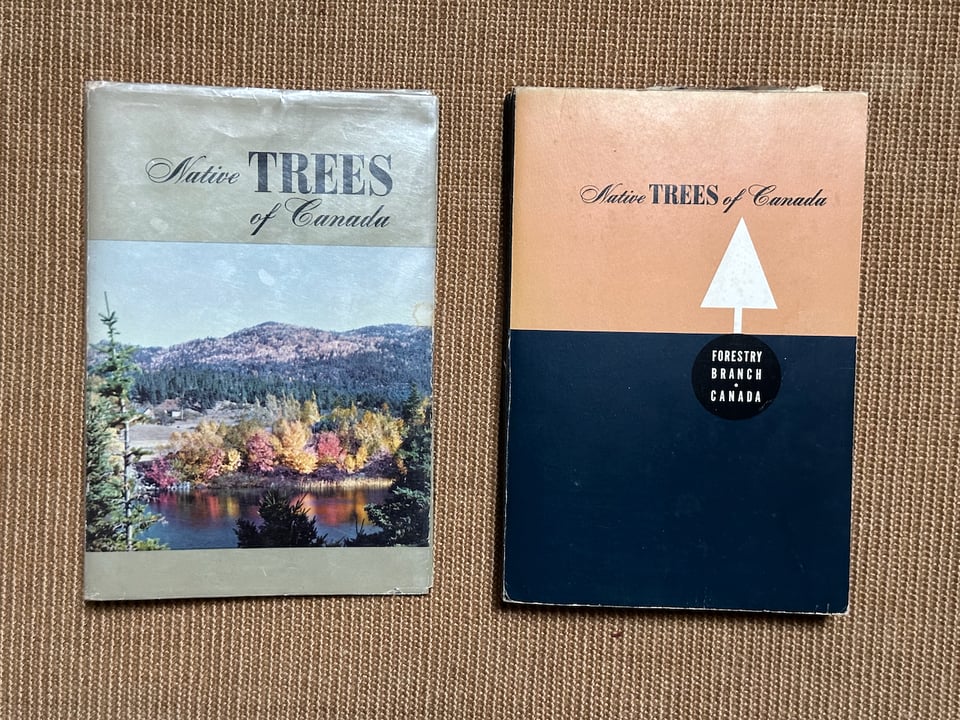 Native TREES
of Canada
Native TREES of Canada
FORESTRY
BRANCH
CANADA